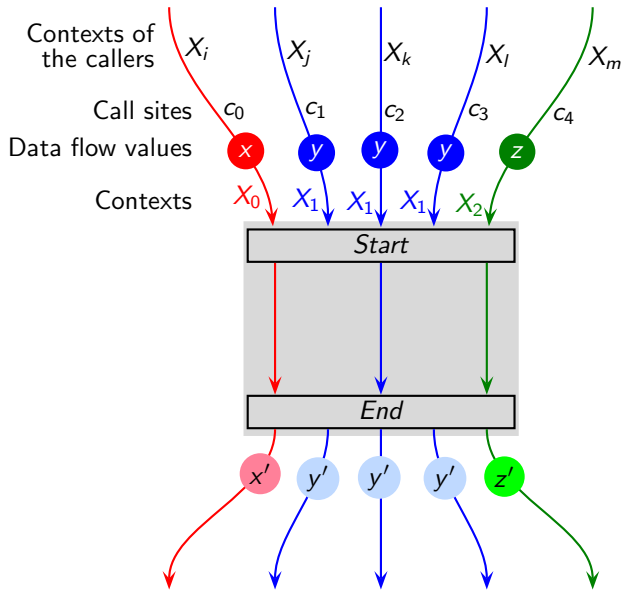 Contexts of
the callers
X_i X_j X_k X_l X_m
Call sites c_0 c_1 c_2 c_3 c_4
Data flow values x y y y z
Contexts X_0 X_1 X_1 X_1 X_2
Start
End
x′ y′ y′ y′ z′